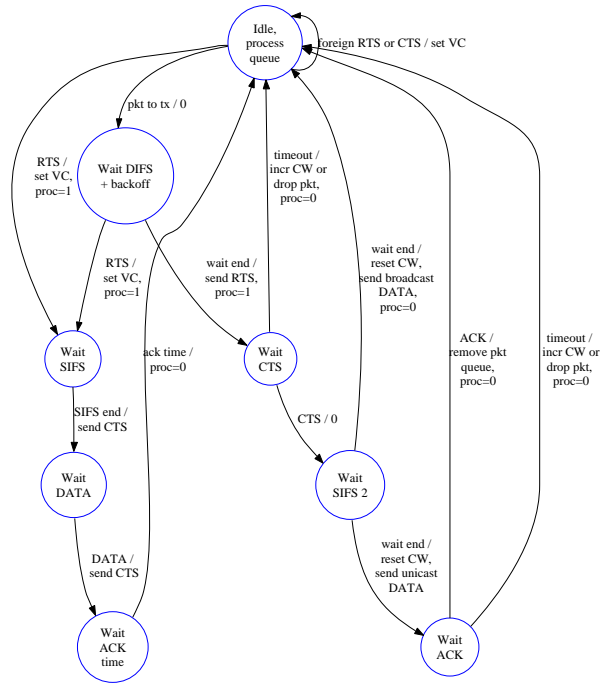 Idle,
process
queue
foreign RTS or CTS / set VC
pkt to tx / 0
RTS /
set VC,
proc=1
Wait DIFS
+ backoff
timeout /
incr CW or
drop pkt,
proc=0
RTS /
set VC,
proc=1
wait end /
send RTS,
proc=1
wait end /
reset CW,
send broadcast
DATA,
proc=0
Wait
SIFS
ack time /
proc=0
Wait
CTS
ACK /
remove pkt
queue,
proc=0
timeout /
incr CW or
drop pkt,
proc=0
SIFS end /
send CTS
CTS / 0
Wait
DATA
Wait
SIFS 2
DATA /
send CTS
wait end /
reset CW,
send unicast
DATA
Wait
ACK
time
Wait
ACK